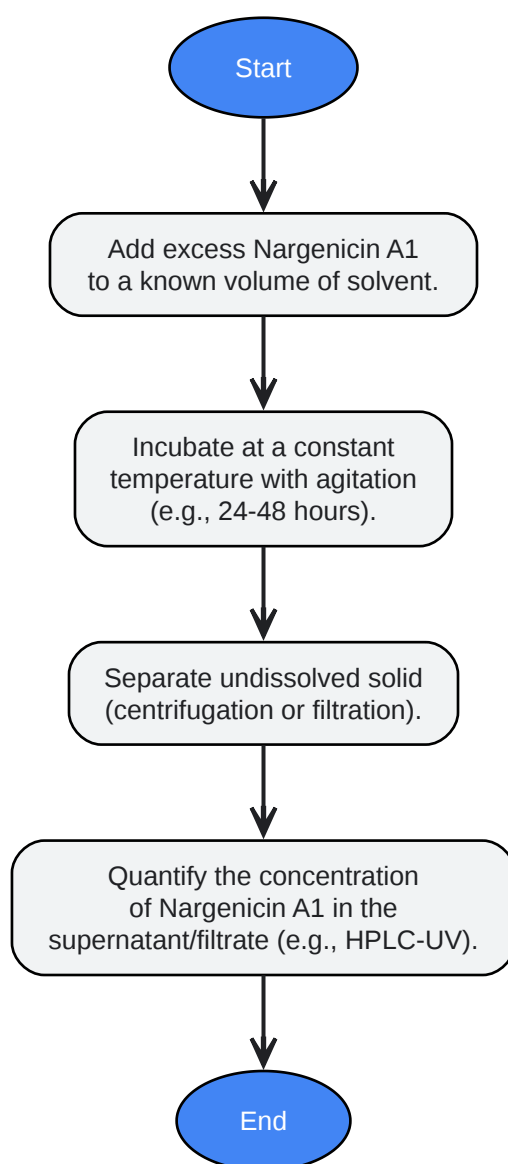 Start
Add excess Nargenicin A1
to a known volume of solvent.
Incubate at a constant
temperature with agitation
(e.g., 24-48 hours).
Separate undissolved solid
(centrifugation or filtration).
Quantify the concentration
of Nargenicin A1 in the
supernatant/filtrate (e.g., HPLC-UV).
End